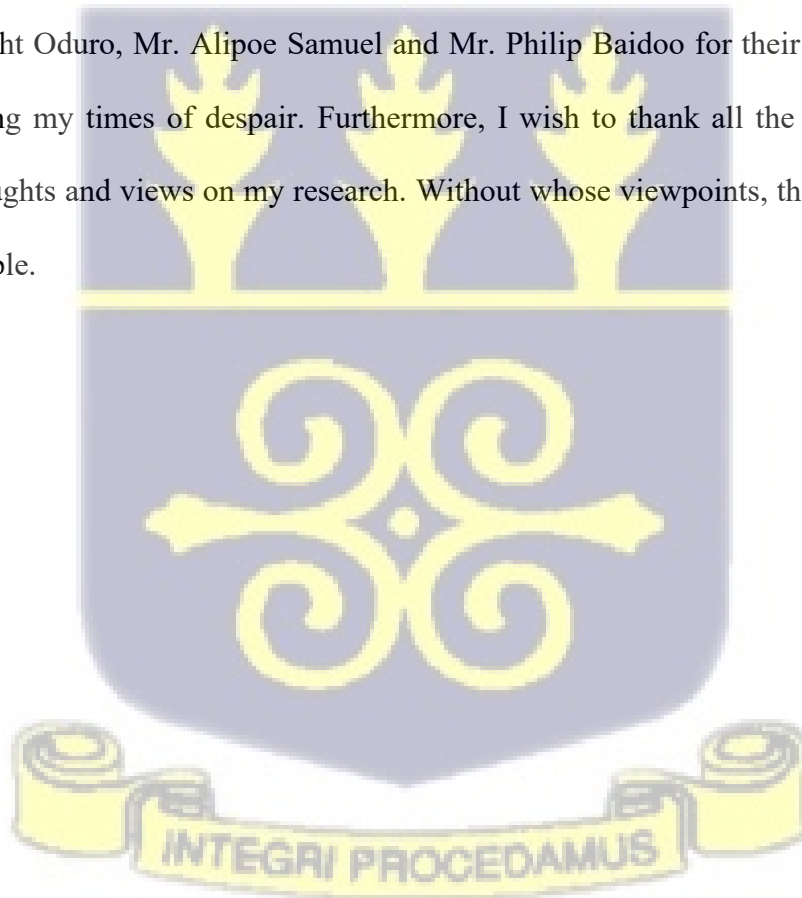 ht Oduro, Mr. Alipoe Samuel and Mr. Philip Baidoo for their
ng my times of despair. Furthermore, I wish to thank all the
ughts and views on my research. Without whose viewpoints, th
ble.
INTEGRI PROCEDAMUS